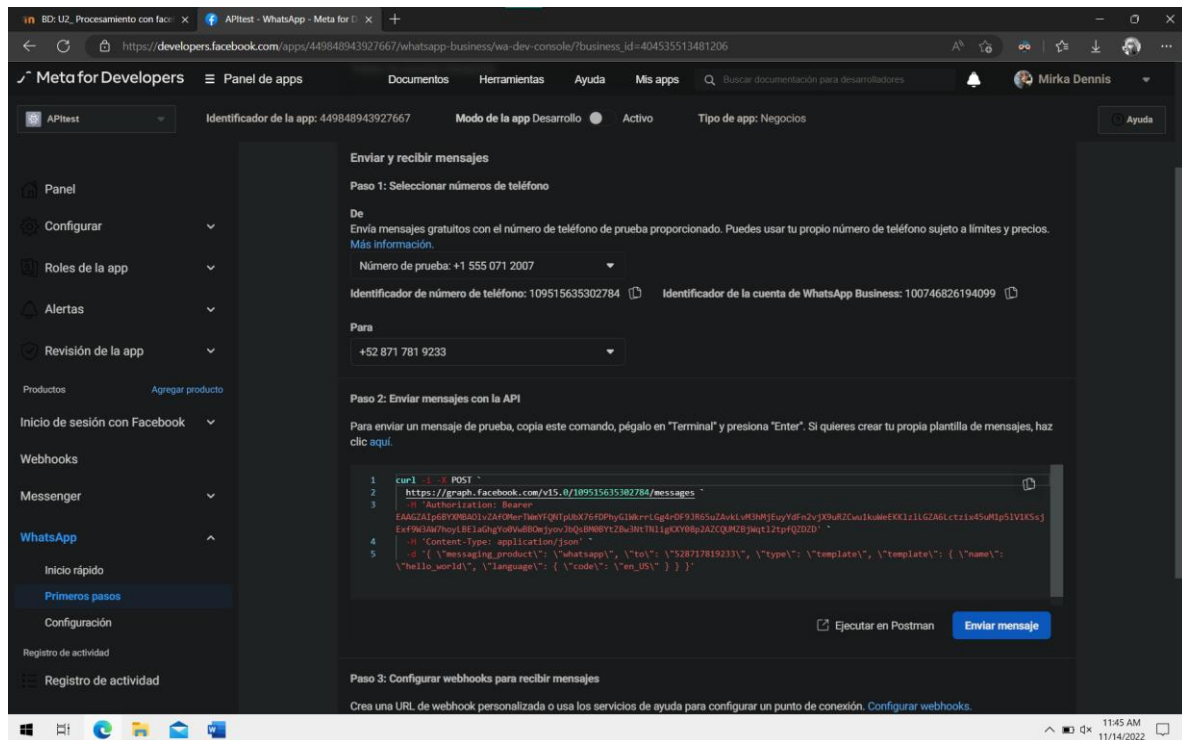 BD: U2_ Procesamiento con face
APItest - WhatsApp - Meta for D
https://developers.facebook.com/apps/449848943927667/whatsapp-business/wa-dev-console/?business_id=404535513481206
Meta for Developers
Panel de apps
Documentos
Herramientas
Ayuda
Mis apps
Buscar documentación para desarrolladores
Mirka Dennis
APItest
Identificador de la app: 449848943927667
Modo de la app Desarrollo
Activo
Tipo de app: Negocios
Ayuda
Panel
Configurar
Roles de la app
Alertas
Revisión de la app
Productos
Agregar producto
Inicio de sesión con Facebook
Webhooks
Messenger
WhatsApp
Inicio rápido
Primeros pasos
Configuración
Registro de actividad
Registro de actividad
Enviar y recibir mensajes
Paso 1: Seleccionar números de teléfono
De
Envía mensajes gratuitos con el número de teléfono de prueba proporcionado. Puedes usar tu propio número de teléfono sujeto a límites y precios.
Más información.
Número de prueba: +1 555 071 2007
Identificador de número de teléfono: 109515635302784
Identificador de la cuenta de WhatsApp Business: 100746826194099
Para
+52 871 781 9233
Paso 2: Enviar mensajes con la API
Para enviar un mensaje de prueba, copia este comando, pégalo en "Terminal" y presiona "Enter". Si quieres crear tu propia plantilla de mensajes, haz
clic aquí.
1 curl -i -X POST `
2 https://graph.facebook.com/v15.0/109515635302784/messages `
3 -H 'Authorization: Bearer
4 -H 'Content-Type: application/json' `
5 -d '{ \"messaging_product\": \"whatsapp\", \"to\": \"528717819233\", \"type\": \"template\", \"template\": { \"name\":
\"hello_world\", \"language\": { \"code\": \"en_US\" } } }'
Ejecutar en Postman
Enviar mensaje
Paso 3: Configurar webhooks para recibir mensajes
Crea una URL de webhook personalizada o usa los servicios de ayuda para configurar un punto de conexión. Configurar webhooks.
11:45 AM
11/14/2022